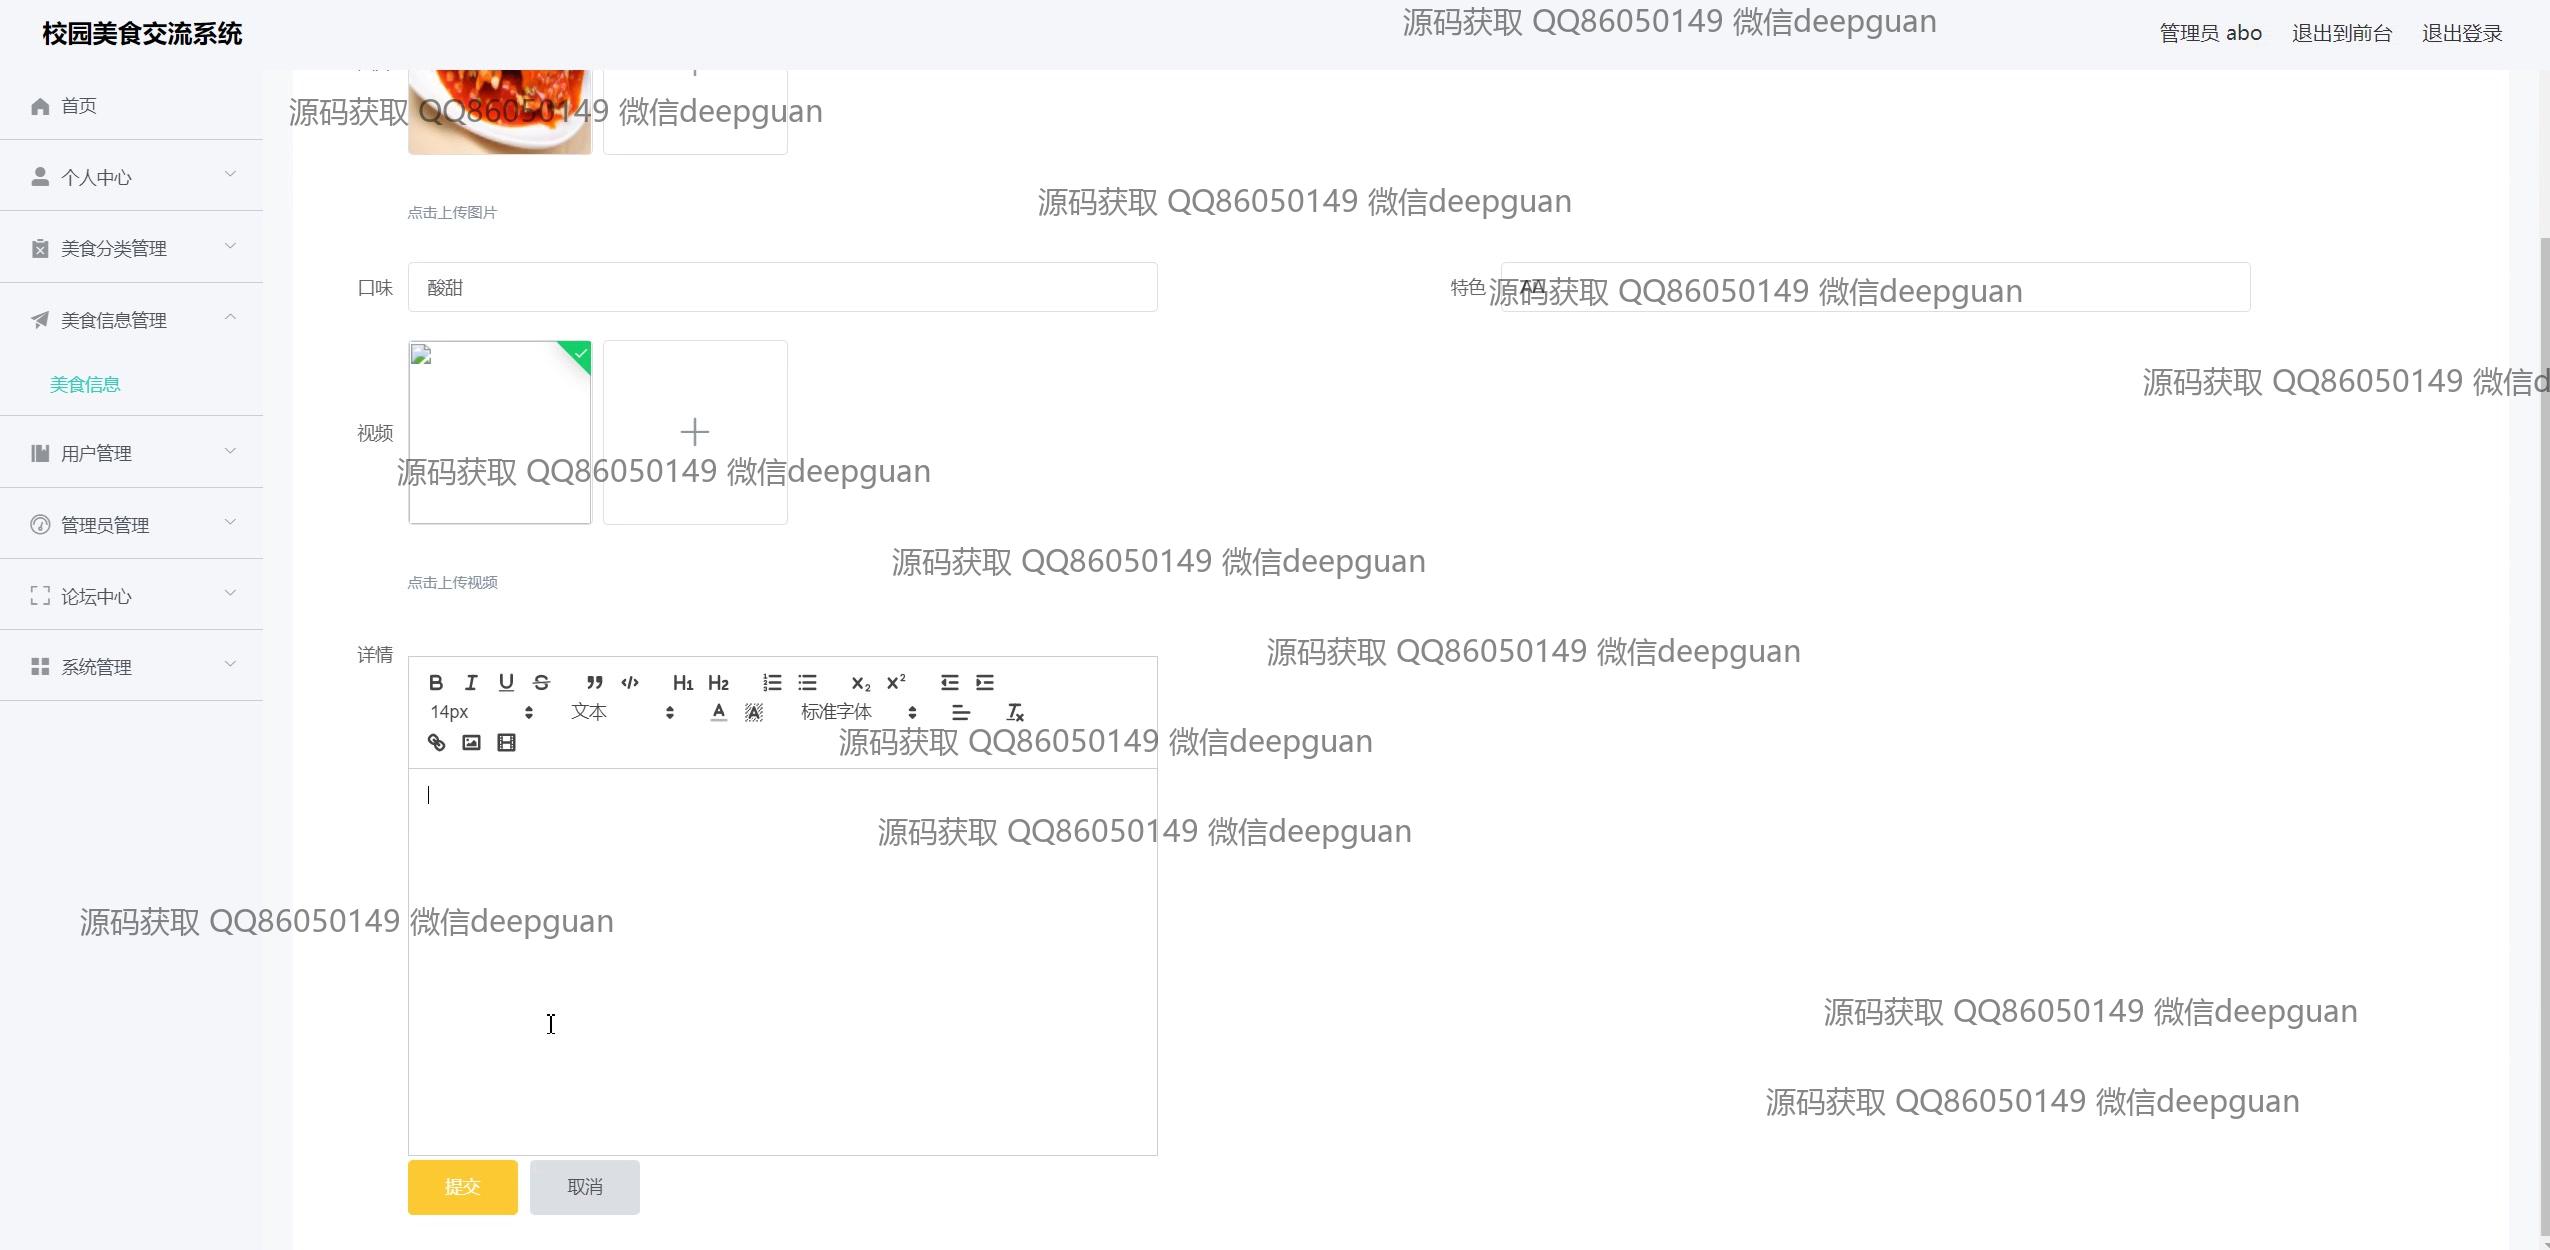 校园美食交流系统
源码获取 QQ86050149 微信deepguan
管理员 abo 退出到前台 退出登录
首页
源码获取 QQ86050149 微信deepguan
个人中心
源码获取 QQ86050149 微信deepguan
点击上传图片
美食分类管理
口味 酸甜
特色 AA
源码获取 QQ86050149 微信deepguan
美食信息管理
美食信息
源码获取 QQ86050149 微信d
视频
用户管理
源码获取 QQ86050149 微信deepguan
管理员管理
源码获取 QQ86050149 微信deepguan
点击上传视频
论坛中心
详情
源码获取 QQ86050149 微信deepguan
系统管理
B I U S H1 H2 X2 X2
14px 文本 A A 标准字体 Tx
源码获取 QQ86050149 微信deepguan
源码获取 QQ86050149 微信deepguan
源码获取 QQ86050149 微信deepguan
源码获取 QQ86050149 微信deepguan
源码获取 QQ86050149 微信deepguan
提交 取消